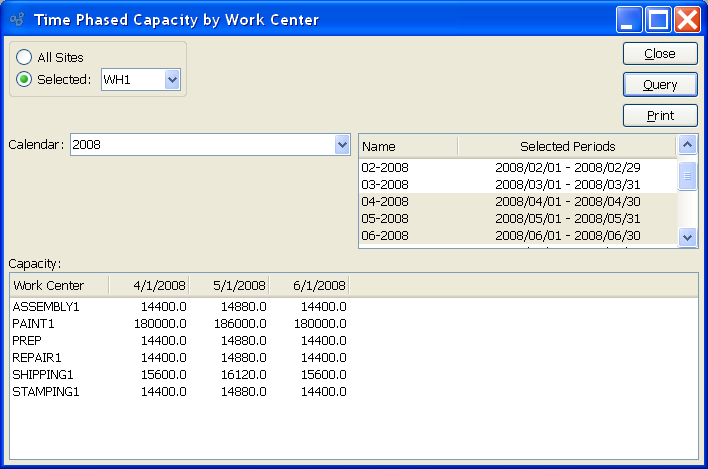 Time Phased Capacity by Work Center
All Sites
Selected: WH1
Close
Query
Print
Calendar: 2008
Name Selected Periods
02-2008 2008/02/01 - 2008/02/29
03-2008 2008/03/01 - 2008/03/31
04-2008 2008/04/01 - 2008/04/30
05-2008 2008/05/01 - 2008/05/31
06-2008 2008/06/01 - 2008/06/30
Capacity:
Work Center 4/1/2008 5/1/2008 6/1/2008
ASSEMBLY1 14400.0 14880.0 14400.0
PAINT1 180000.0 186000.0 180000.0
PREP 14400.0 14880.0 14400.0
REPAIR1 14400.0 14880.0 14400.0
SHIPPING1 15600.0 16120.0 15600.0
STAMPING1 14400.0 14880.0 14400.0